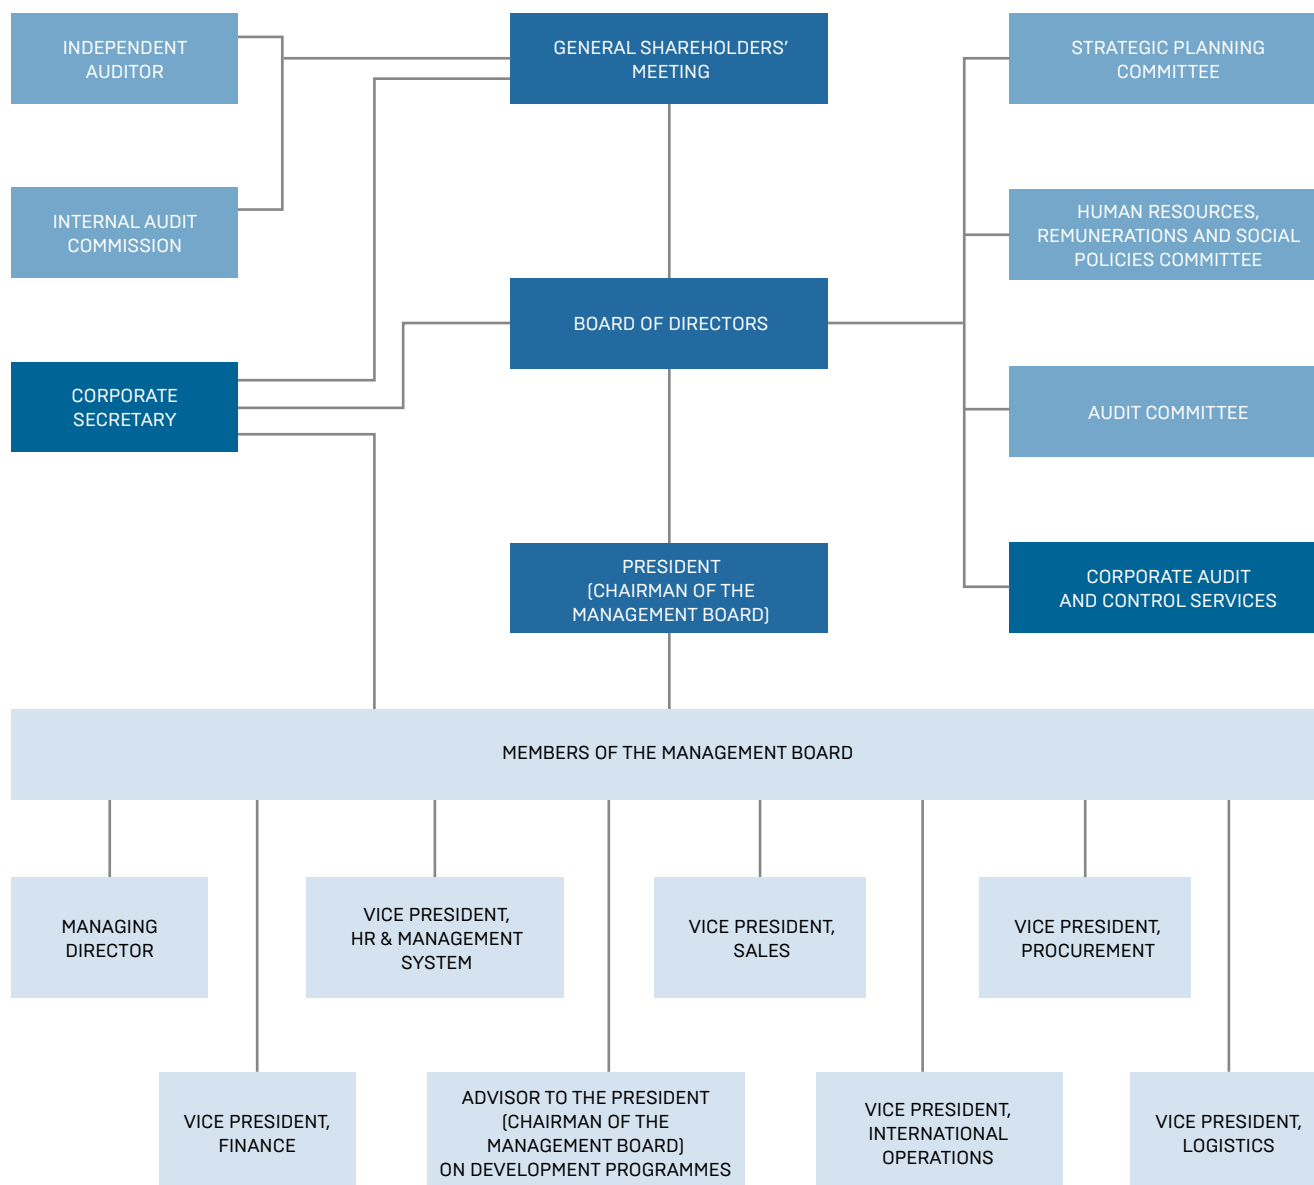 INDEPENDENT
AUDITOR
GENERAL SHAREHOLDERS’
MEETING
STRATEGIC PLANNING
COMMITTEE
INTERNAL AUDIT
COMMISSION
HUMAN RESOURCES,
REMUNERATIONS AND SOCIAL
POLICIES COMMITTEE
BOARD OF DIRECTORS
CORPORATE
SECRETARY
AUDIT COMMITTEE
PRESIDENT
(CHAIRMAN OF THE
MANAGEMENT BOARD)
CORPORATE AUDIT
AND CONTROL SERVICES
MEMBERS OF THE MANAGEMENT BOARD
MANAGING
DIRECTOR
VICE PRESIDENT,
HR & MANAGEMENT
SYSTEM
VICE PRESIDENT,
SALES
VICE PRESIDENT,
PROCUREMENT
VICE PRESIDENT,
FINANCE
ADVISOR TO THE PRESIDENT
(CHAIRMAN OF THE
MANAGEMENT BOARD)
ON DEVELOPMENT PROGRAMMES
VICE PRESIDENT,
INTERNATIONAL
OPERATIONS
VICE PRESIDENT,
LOGISTICS